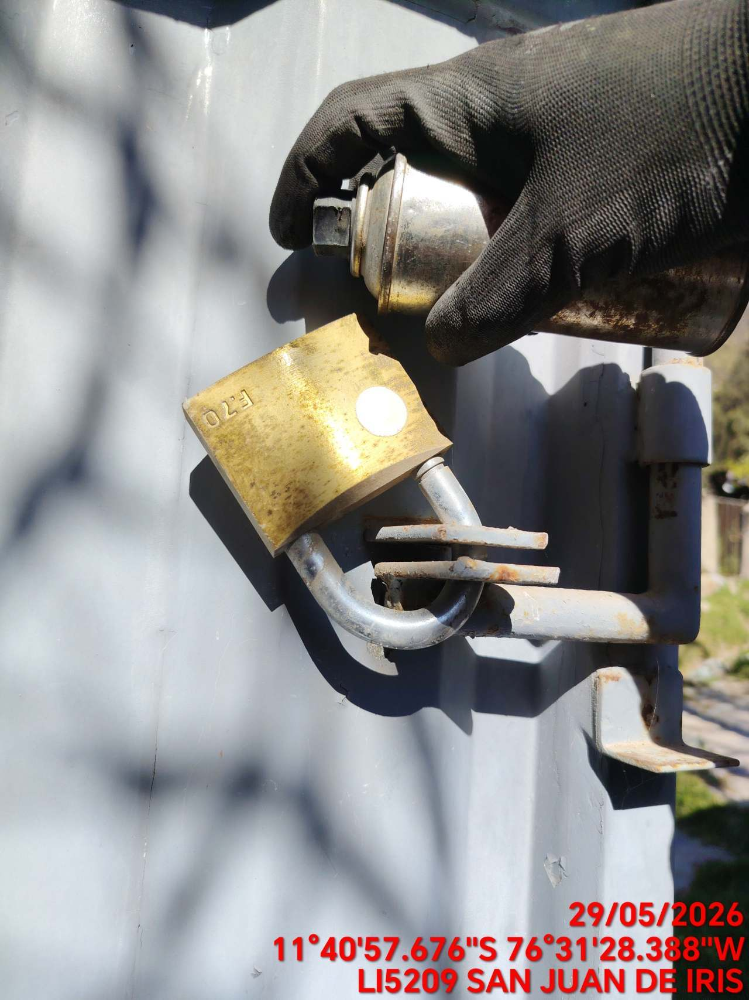 F.70
29/05/2026
11°40'57.676"S 76°31'28.388"W
LI5209 SAN JUAN DE IRIS